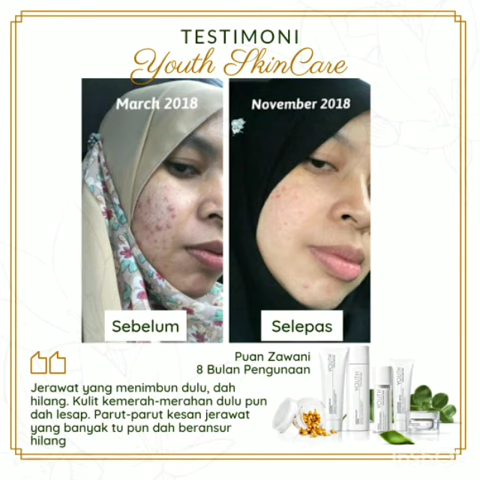 TESTIMONI
Youth SkinCare
March 2018
November 2018
Sebelum
Selepas
Puan Zawani
8 Bulan Pengunaan
Jerawat yang menimbun dulu, dah
hilang. Kulit kemerah-merahan dulu pun
dah lesap. Parut-parut kesan jerawat
yang banyak tu pun dah beransur
hilang
YOUTH